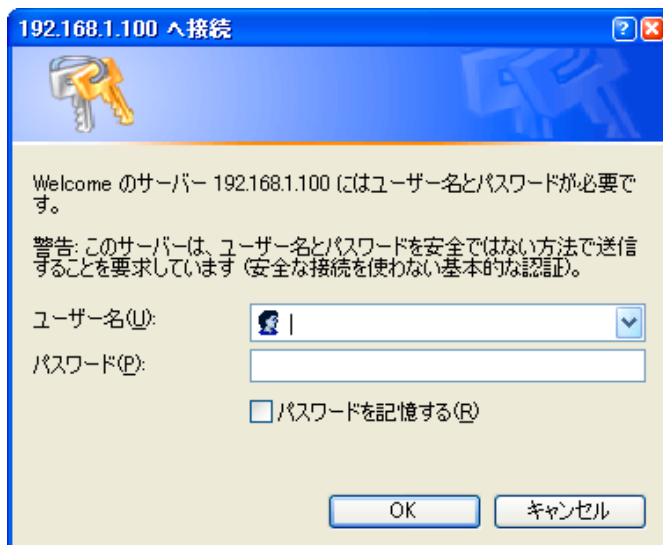 192.168.1.100 へ接続
Welcome のサーバー 192.168.1.100 にはユーザー名とパスワードが必要で
す。
警告: このサーバーは、ユーザー名とパスワードを安全ではない方法で送信
することを要求しています (安全な接続を使わない基本的な認証)。
ユーザー名(U):
パスワード(P):
パスワードを記憶する(R)
OK キャンセル